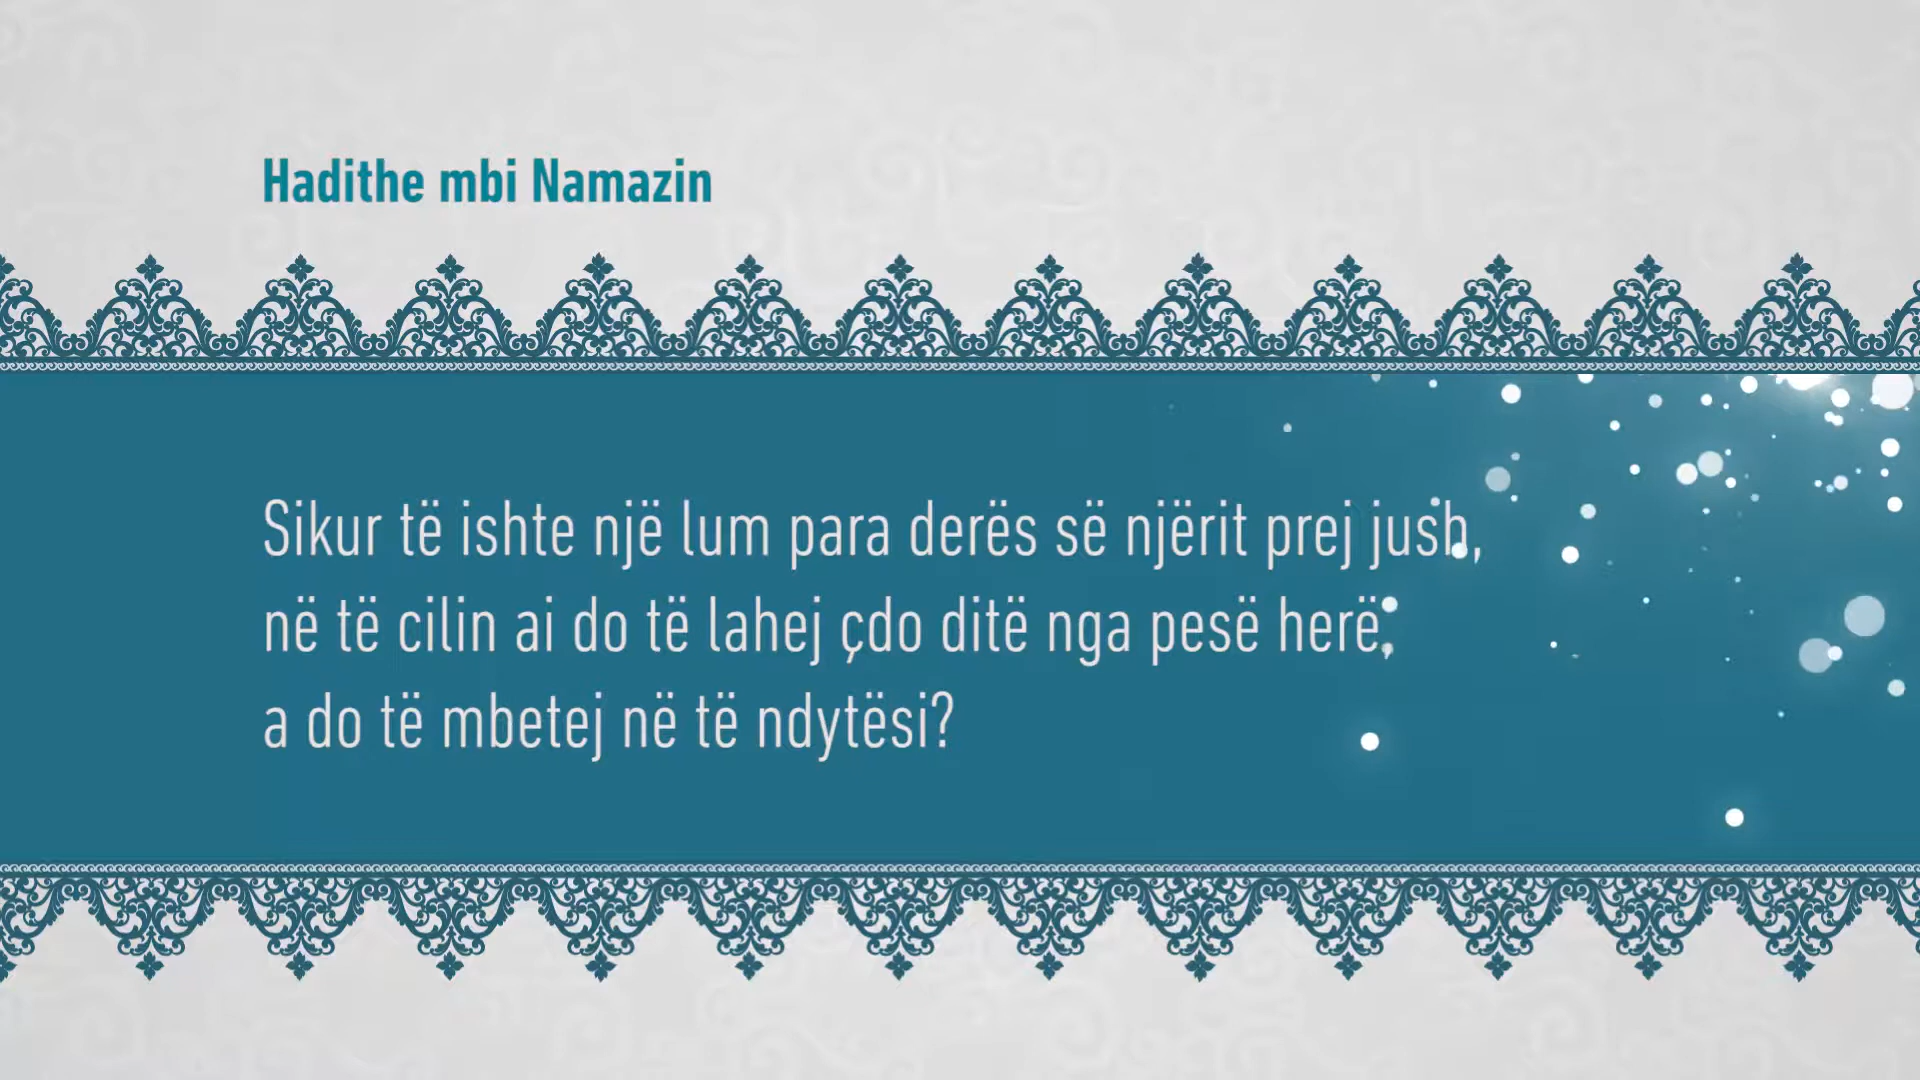 Hadithe mbi Namazin
Sikur të ishte një lum para derës së njërit prej jush,
në të cilin ai do të lahej çdo ditë nga pesë herë,
a do të mbetej në të ndytësi?